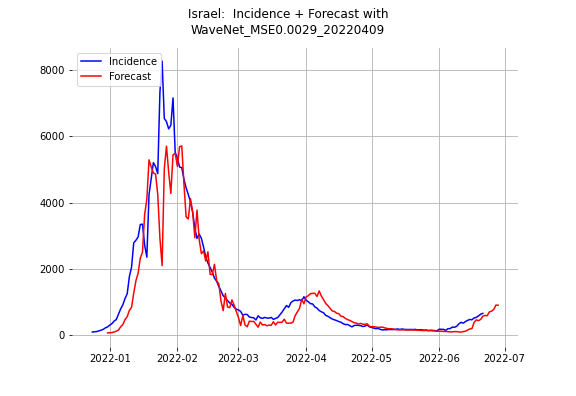 Israel:  Incidence + Forecast with
WaveNet_MSE0.0029_20220409
Incidence
Forecast
8000
6000
4000
2000
0
2022-01 2022-02 2022-03 2022-04 2022-05 2022-06 2022-07